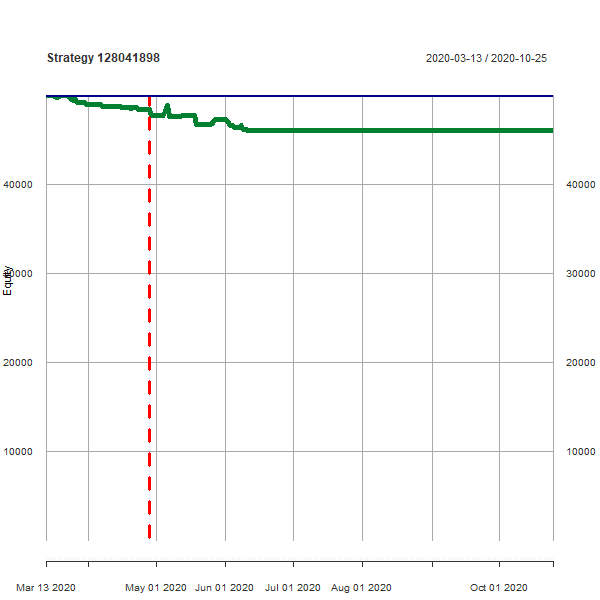 Strategy 128041898
2020-03-13 / 2020-10-25
40000
40000
Equity
30000
30000
20000
20000
10000
10000
Mar 13 2020
May 01 2020
Jun 01 2020
Jul 01 2020
Aug 01 2020
Oct 01 2020